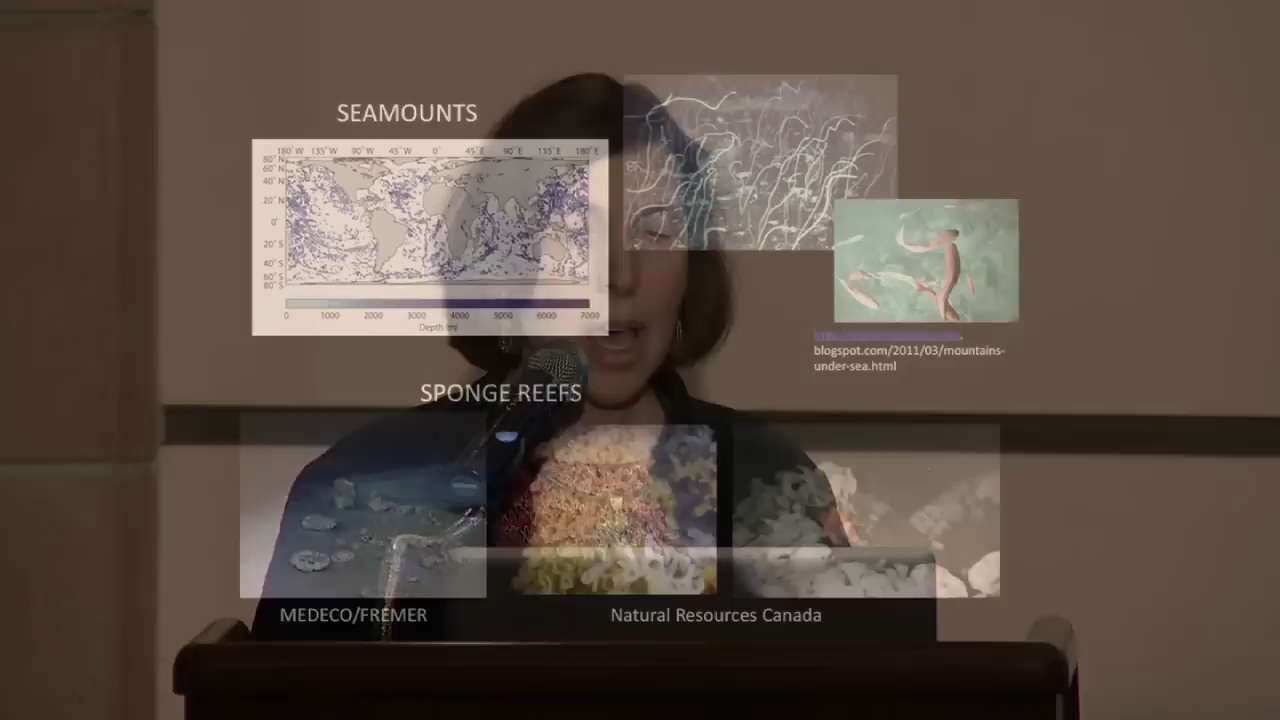 SEAMOUNTS
180° W 135° W 90° W 45° W 0° 45° E 90° E 135° E 180° E
80° N
60° N
40° N
20° N
0°
20° S
40° S
60° S
80° S
0 1000 2000 3000 4000 5000 6000 7000
Depth (m)
blogspot.com/2011/03/mountains-
under-sea.html
SPONGE REEFS
MEDECO/FREMER
Natural Resources Canada